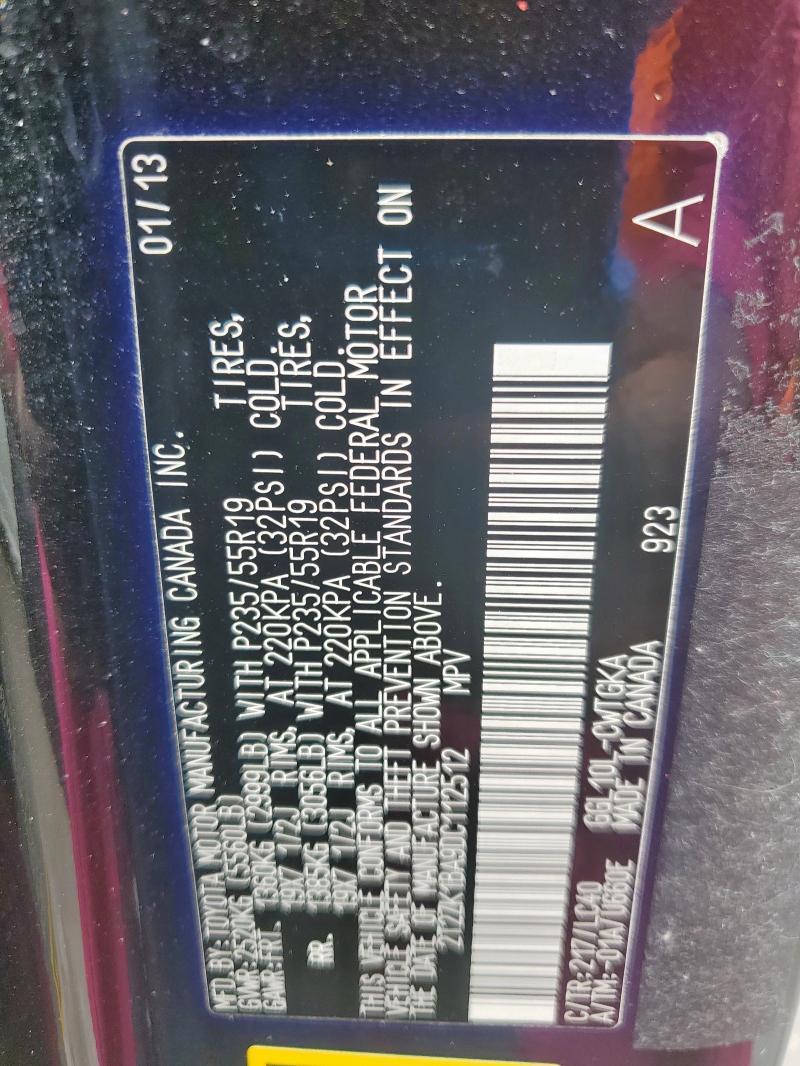 MFD BY: TOYOTA MOTOR MANUFACTURING CANADA INC. 01/13
GVWR:2520KG (5560LB)
GAWR:FRT. 1360KG (2999LB) WITH P235/55R19 TIRES,
19X7 1/2J RIMS, AT 220KPA (32PSI) COLD.
RR. 1385KG (3056LB) WITH P235/55R19 TIRES,
19X7 1/2J RIMS, AT 220KPA (32PSI) COLD.
THIS VEHICLE CONFORMS TO ALL APPLICABLE FEDERAL MOTOR
VEHICLE SAFETY AND THEFT PREVENTION STANDARDS IN EFFECT ON
THE DATE OF MANUFACTURE SHOWN ABOVE.
2T2ZK1BA9DC112512 MPV
C/TR:217/LC40 GGL10L-CWTGKA
A/TM:-01A/U660E MADE IN CANADA 923 A